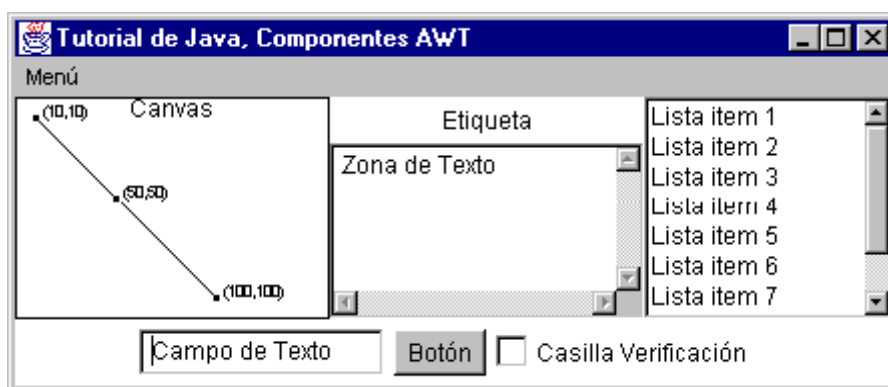 Tutorial de Java, Componentes AWT
Menú
Canvas
(10,10)
(50,50)
(100,100)
Etiqueta
Zona de Texto
Lista item 1
Lista item 2
Lista item 3
Lista item 4
Lista item 5
Lista item 6
Lista item 7
Campo de Texto
Botón
Casilla Verificación